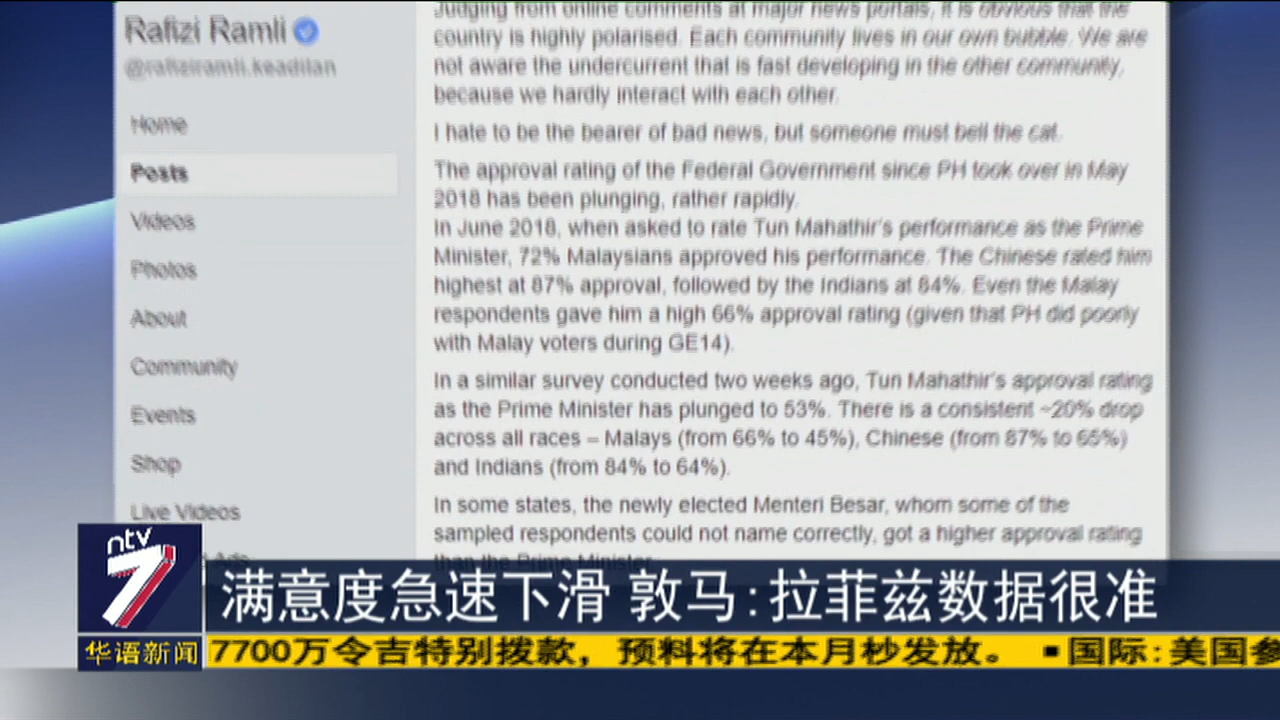 Rafizi Ramli
@rafiziramli.keadilan
Home
Posts
Videos
Photos
About
Community
Events
Shop
Live Videos
Ads
Judging from online comments at major news portals, it is obvious that the
country is highly polarised. Each community lives in our own bubble. We are
not aware the undercurrent that is fast developing in the other community,
because we hardly interact with each other.
I hate to be the bearer of bad news, but someone must bell the cat.
The approval rating of the Federal Government since PH took over in May
2018 has been plunging, rather rapidly.
In June 2018, when asked to rate Tun Mahathir's performance as the Prime
Minister, 72% Malaysians approved his performance. The Chinese rated him
highest at 87% approval, followed by the Indians at 84%. Even the Malay
respondents gave him a high 66% approval rating (given that PH did poorly
with Malay voters during GE14).
In a similar survey conducted two weeks ago, Tun Mahathir's approval rating
as the Prime Minister has plunged to 53%. There is a consistent ~20% drop
across all races – Malays (from 66% to 45%), Chinese (from 87% to 65%)
and Indians (from 84% to 64%).
In some states, the newly elected Menteri Besar, whom some of the
sampled respondents could not name correctly, got a higher approval rating
than the Prime Minister.
ntv7
满意度急速下滑 敦马:拉菲兹数据很准
华语新闻
7700万令吉特别拨款，预料将在本月杪发放。 ▪国际:美国参